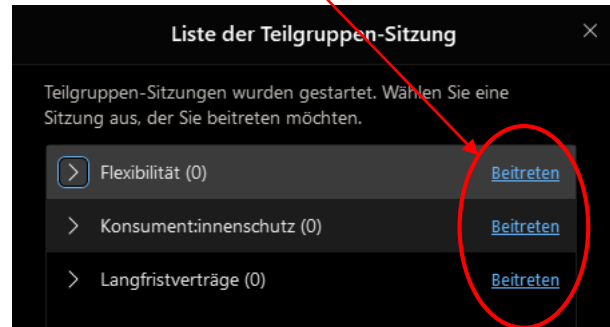 Liste der Teilgruppen-Sitzung
Teilgruppen-Sitzungen wurden gestartet. Wählen Sie eine
Sitzung aus, der Sie beitreten möchten.
Flexibilität (0) Beitreten
Konsument:innenschutz (0) Beitreten
Langfristverträge (0) Beitreten